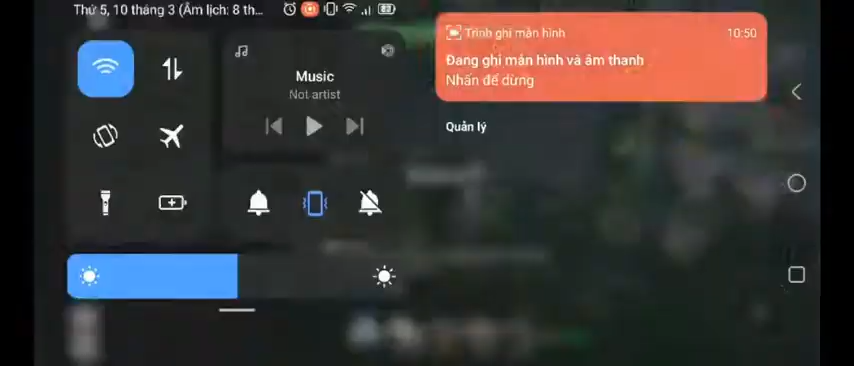 Thứ 5, 10 tháng 3 (Âm lịch: 8 th...
Music
Not artist
Trình ghi màn hình
10:50
Đang ghi màn hình và âm thanh
Nhấn để dừng
Quản lý